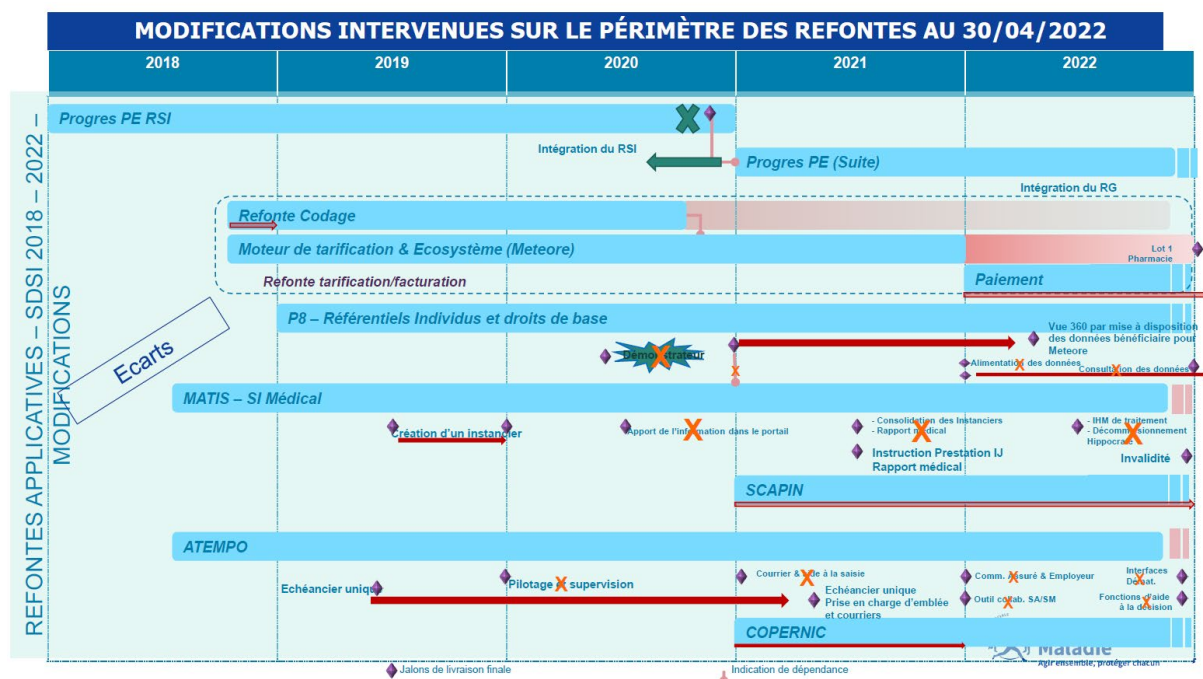 MODIFICATIONS INTERVENUES SUR LE PÉRIMÈTRE DES REFONTES AU 30/04/2022
2018
2019
2020
2021
2022
REFONTES APPLICATIVES – SDSI 2018 – 2022 –
MODIFICATIONS
Progres PE RSI
Intégration du RSI
Progres PE (Suite)
Intégration du RG
Refonte Codage
Moteur de tarification & Ecosystème (Meteore)
Lot 1
Pharmacie
Refonte tarification/facturation
Paiement
Ecarts
P8 – Référentiels Individus et droits de base
Démonstrateur
Vue 360 par mise à disposition
des données bénéficiaire pour
Meteore
Alimentation des données
Consultation des données
MATIS – SI Médical
Création d'un instancier
Apport de l'information dans le portail
- Consolidation des Instanciers
- Rapport médical
- IHM de traitement
- Décommissionnement
Hippocrate
Instruction Prestation IJ
Rapport médical
Invalidité
SCAPIN
ATEMPO
Echéancier unique
Pilotage & supervision
Courrier & aide à la saisie
Echéancier unique
Prise en charge d'emblée
et courriers
Comm. Assuré & Employeur
Interfaces
Démat.
Outil collab. SA/SM
Fonctions d'aide
à la décision
COPERNIC
Maladie
Agir ensemble, protéger chacun
Jalons de livraison finale
Indication de dépendance